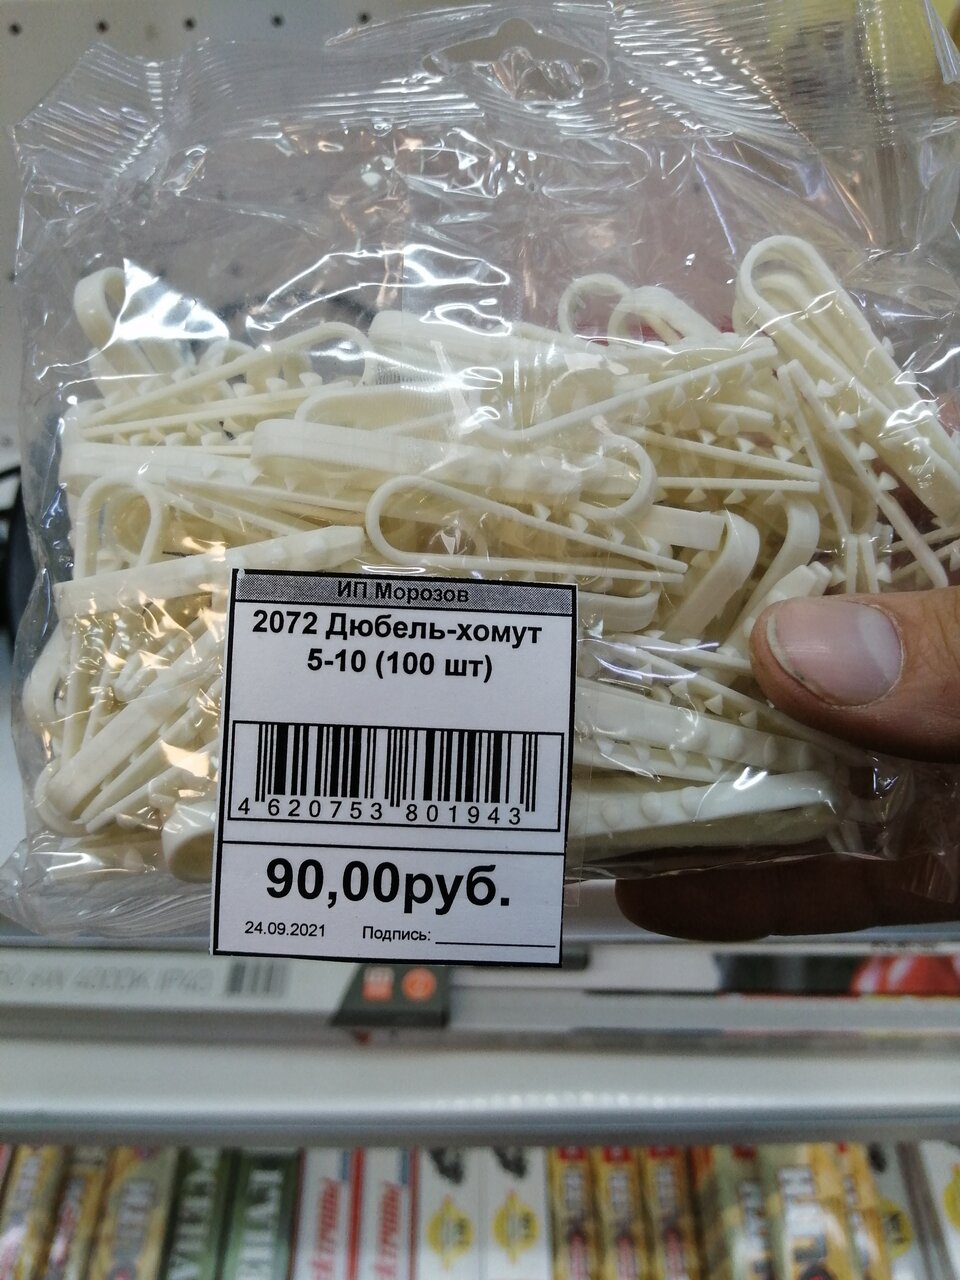 ИП Морозов
2072 Дюбель-хомут
5-10 (100 шт)
4 620753 801943
90,00руб.
24.09.2021 Подпись: